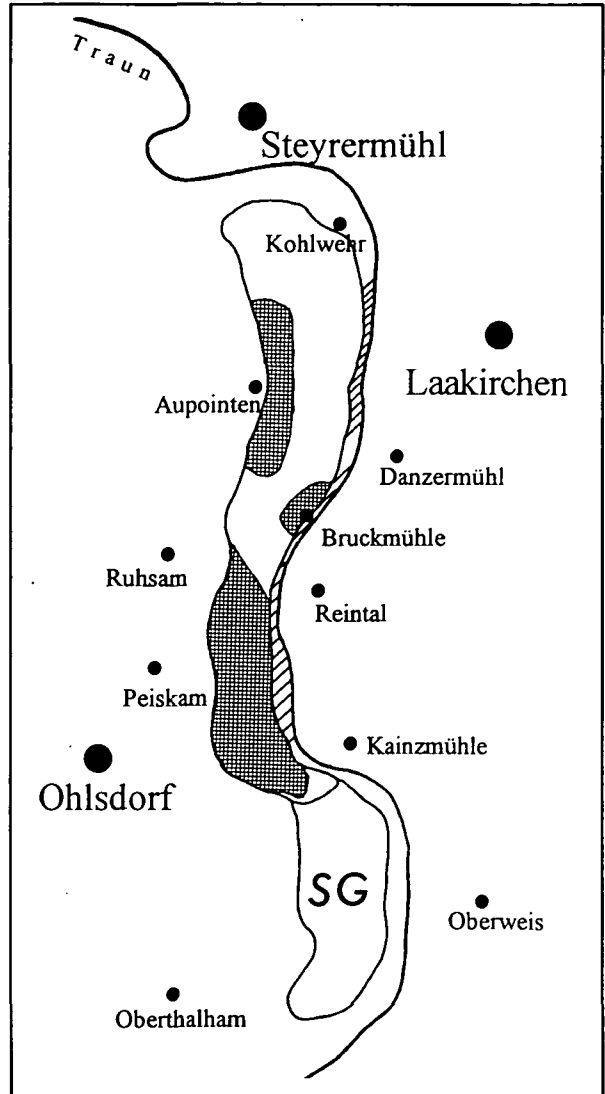 Traun
Steyrermühl
Kohlwehr
Laakirchen
Aupointen
Danzermühl
Bruckmühle
Ruhsam
Reintal
Peiskam
Kainzmühle
Ohlsdorf
SG
Oberweis
Oberthalham